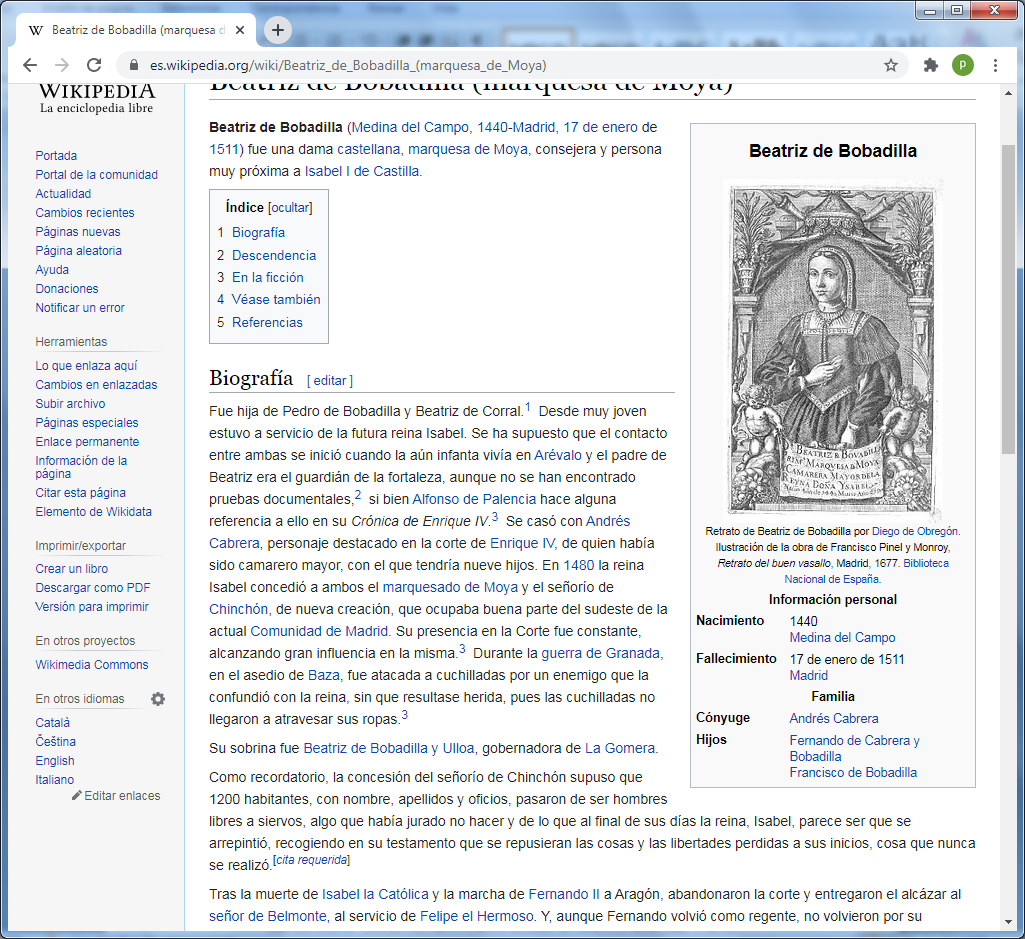 Beatriz de Bobadilla (marquesa d
es.wikipedia.org/wiki/Beatriz_de_Bobadilla_(marquesa_de_Moya)
P
WIKIPEDIA
La enciclopedia libre
Portada
Portal de la comunidad
Actualidad
Cambios recientes
Páginas nuevas
Página aleatoria
Ayuda
Donaciones
Notificar un error
Herramientas
Lo que enlaza aquí
Cambios en enlazadas
Subir archivo
Páginas especiales
Enlace permanente
Información de la
página
Citar esta página
Elemento de Wikidata
Imprimir/exportar
Crear un libro
Descargar como PDF
Versión para imprimir
En otros proyectos
Wikimedia Commons
En otros idiomas
Català
Čeština
English
Italiano
Editar enlaces
Beatriz de Bobadilla (marquesa de Moya)
Beatriz de Bobadilla (Medina del Campo, 1440-Madrid, 17 de enero de
1511) fue una dama castellana, marquesa de Moya, consejera y persona
muy próxima a Isabel I de Castilla.
Índice [ocultar]
1 Biografía
2 Descendencia
3 En la ficción
4 Véase también
5 Referencias
Biografía [ editar ]
Fue hija de Pedro de Bobadilla y Beatriz de Corral.1 Desde muy joven
estuvo a servicio de la futura reina Isabel. Se ha supuesto que el contacto
entre ambas se inició cuando la aún infanta vivía en Arévalo y el padre de
Beatriz era el guardián de la fortaleza, aunque no se han encontrado
pruebas documentales,2 si bien Alfonso de Palencia hace alguna
referencia a ello en su Crónica de Enrique IV.3 Se casó con Andrés
Cabrera, personaje destacado en la corte de Enrique IV, de quien había
sido camarero mayor, con el que tendría nueve hijos. En 1480 la reina
Isabel concedió a ambos el marquesado de Moya y el señorío de
Chinchón, de nueva creación, que ocupaba buena parte del sudeste de la
actual Comunidad de Madrid. Su presencia en la Corte fue constante,
alcanzando gran influencia en la misma.3 Durante la guerra de Granada,
en el asedio de Baza, fue atacada a cuchilladas por un enemigo que la
confundió con la reina, sin que resultase herida, pues las cuchilladas no
llegaron a atravesar sus ropas.3
Su sobrina fue Beatriz de Bobadilla y Ulloa, gobernadora de La Gomera.
Como recordatorio, la concesión del señorío de Chinchón supuso que
1200 habitantes, con nombre, apellidos y oficios, pasaron de ser hombres
libres a siervos, algo que había jurado no hacer y de lo que al final de sus días la reina, Isabel, parece ser que se
arrepintió, recogiendo en su testamento que se repusieran las cosas y las libertades perdidas a sus inicios, cosa que nunca
se realizó.[cita requerida]
Tras la muerte de Isabel la Católica y la marcha de Fernando II a Aragón, abandonaron la corte y entregaron el alcázar al
señor de Belmonte, al servicio de Felipe el Hermoso. Y, aunque Fernando volvió como regente, no volvieron por su
Beatriz de Bobadilla
Dª BEATRIZ D BOVADILLA
MARQUESA D MOYA
CAMARERA MAYOR DE LA
REYNA DOÑA YSABEL
Retrato de Beatriz de Bobadilla por Diego de Obregón.
Ilustración de la obra de Francisco Pinel y Monroy,
Retrato del buen vasallo, Madrid, 1677. Biblioteca
Nacional de España.
Información personal
Nacimiento 1440
Medina del Campo
Fallecimiento 17 de enero de 1511
Madrid
Familia
Cónyuge Andrés Cabrera
Hijos Fernando de Cabrera y
Bobadilla
Francisco de Bobadilla